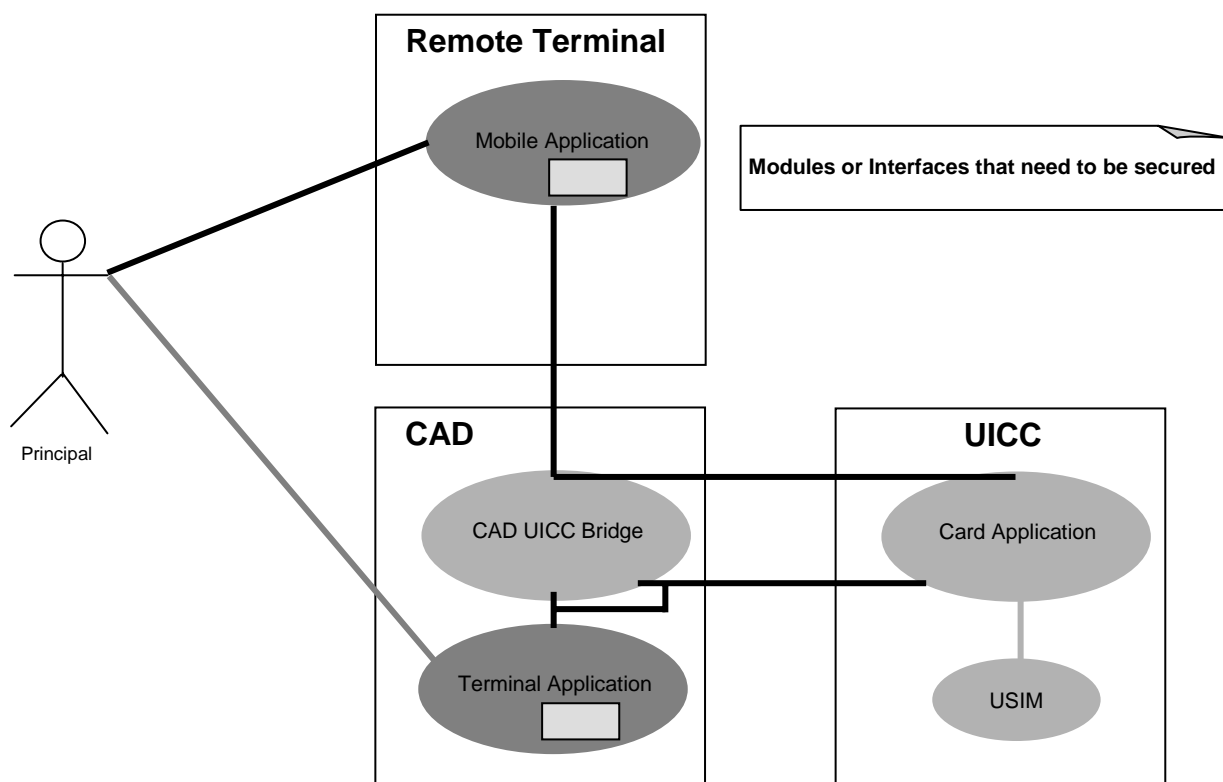 Remote Terminal
Mobile Application
Modules or Interfaces that need to be secured
Principal
CAD
UICC
CAD UICC Bridge
Card Application
Terminal Application
USIM